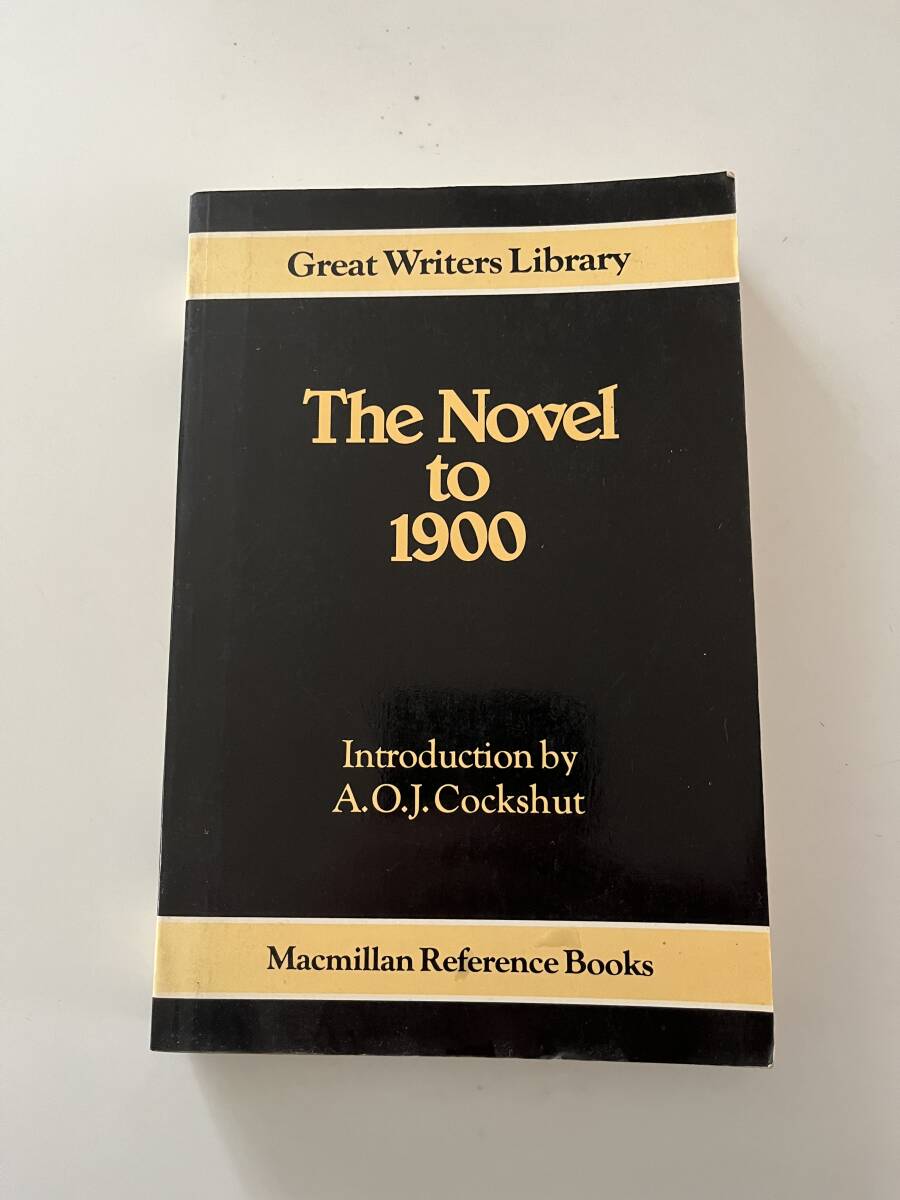 Great Writers Library
The Novel
to
1900
Introduction by
A.O.J. Cockshut
Macmillan Reference Books